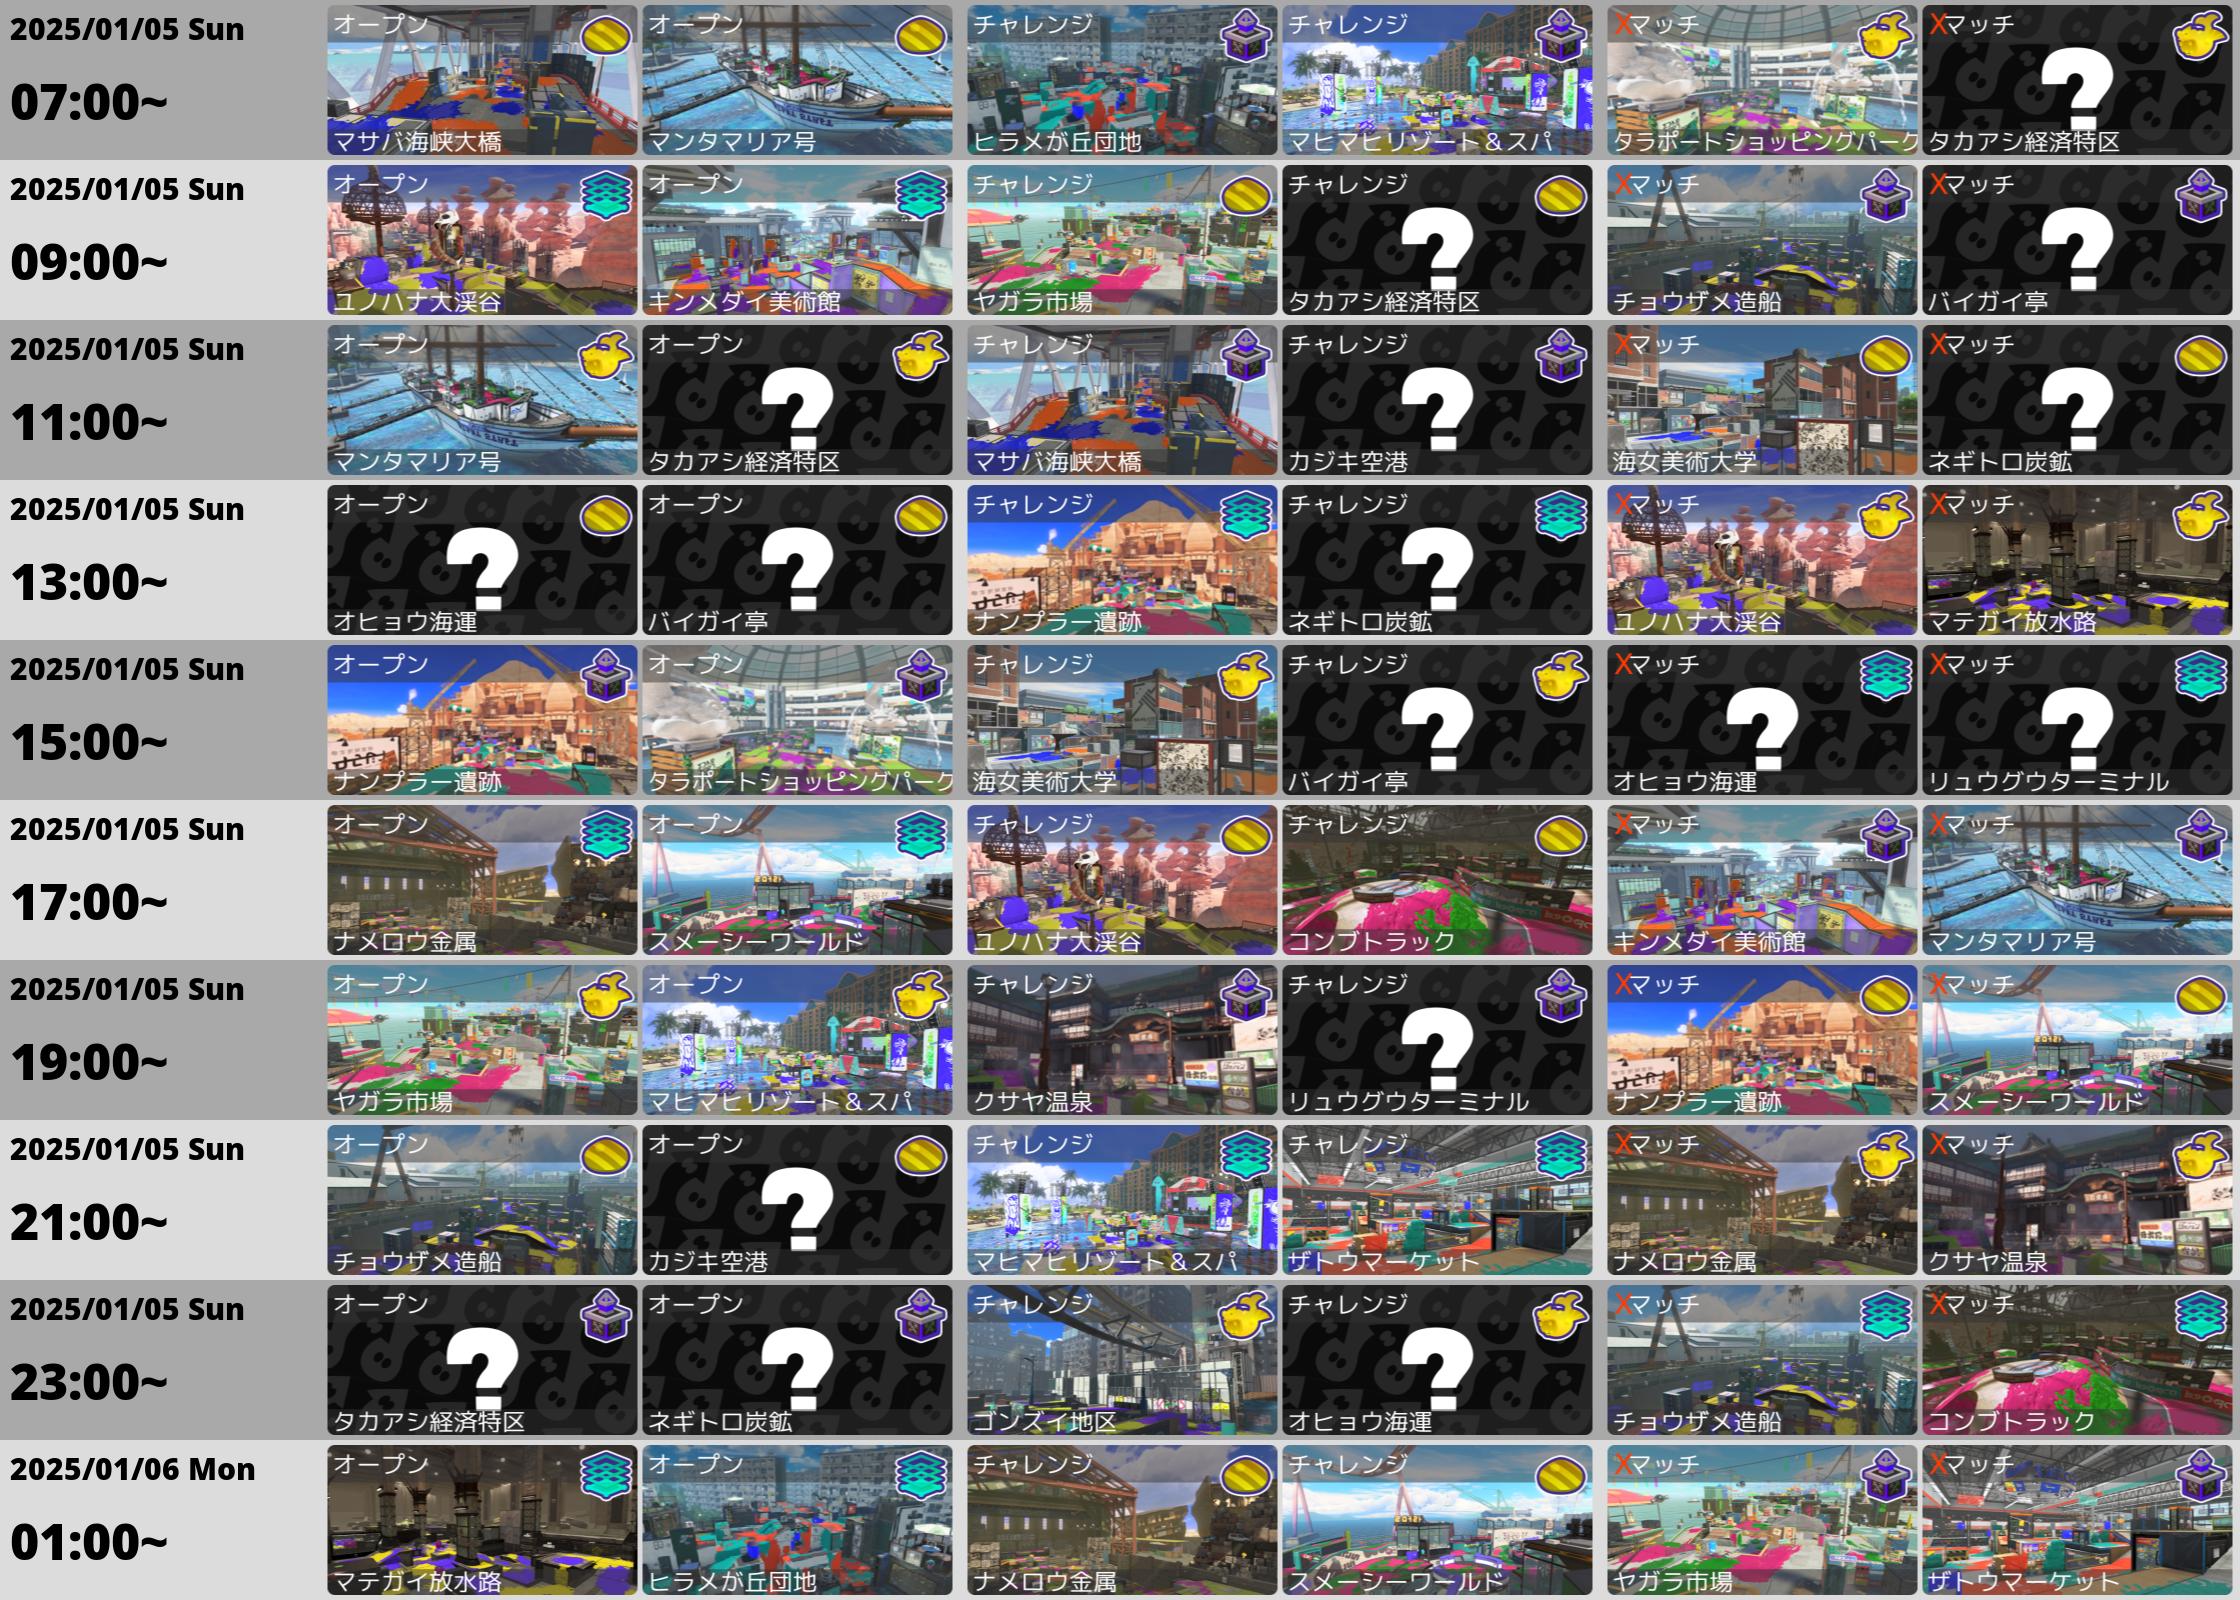 2025/01/05 Sun
07:00~
オープン
マサバ海峡大橋
オープン
マンタマリア号
チャレンジ
ヒラメが丘団地
チャレンジ
マヒマヒリゾート＆スパ
Xマッチ
タラポートショッピングパーク
Xマッチ
タカアシ経済特区
2025/01/05 Sun
09:00~
オープン
ユノハナ大渓谷
オープン
キンメダイ美術館
チャレンジ
ヤガラ市場
チャレンジ
タカアシ経済特区
Xマッチ
チョウザメ造船
Xマッチ
バイガイ亭
2025/01/05 Sun
11:00~
オープン
マンタマリア号
オープン
タカアシ経済特区
チャレンジ
マサバ海峡大橋
チャレンジ
カジキ空港
Xマッチ
海女美術大学
Xマッチ
ネギトロ炭鉱
2025/01/05 Sun
13:00~
オープン
オヒョウ海運
オープン
バイガイ亭
チャレンジ
ナンプラー遺跡
チャレンジ
ネギトロ炭鉱
Xマッチ
ユノハナ大渓谷
Xマッチ
マテガイ放水路
2025/01/05 Sun
15:00~
オープン
ナンプラー遺跡
オープン
タラポートショッピングパーク
チャレンジ
海女美術大学
チャレンジ
バイガイ亭
Xマッチ
オヒョウ海運
Xマッチ
リュウグウターミナル
2025/01/05 Sun
17:00~
オープン
ナメロウ金属
オープン
スメーシーワールド
チャレンジ
ユノハナ大渓谷
チャレンジ
コンブトラック
Xマッチ
キンメダイ美術館
Xマッチ
マンタマリア号
2025/01/05 Sun
19:00~
オープン
ヤガラ市場
オープン
マヒマヒリゾート＆スパ
チャレンジ
クサヤ温泉
チャレンジ
リュウグウターミナル
Xマッチ
ナンプラー遺跡
Xマッチ
スメーシーワールド
2025/01/05 Sun
21:00~
オープン
チョウザメ造船
オープン
カジキ空港
チャレンジ
マヒマヒリゾート＆スパ
チャレンジ
ザトウマーケット
Xマッチ
ナメロウ金属
Xマッチ
クサヤ温泉
2025/01/05 Sun
23:00~
オープン
タカアシ経済特区
オープン
ネギトロ炭鉱
チャレンジ
ゴンズイ地区
チャレンジ
オヒョウ海運
Xマッチ
チョウザメ造船
Xマッチ
コンブトラック
2025/01/06 Mon
01:00~
オープン
マテガイ放水路
オープン
ヒラメが丘団地
チャレンジ
ナメロウ金属
チャレンジ
スメーシーワールド
Xマッチ
ヤガラ市場
Xマッチ
ザトウマーケット